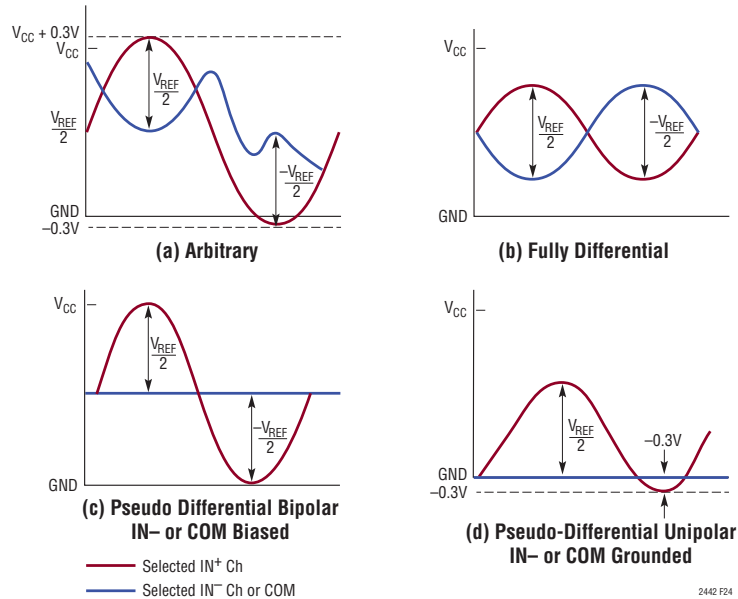 VCC + 0.3V
VCC
VREF
2
VREF
2
–VREF
2
GND
–0.3V
(a) Arbitrary
VCC
VREF
2
–VREF
2
GND
(b) Fully Differential
VCC
VREF
2
–VREF
2
GND
(c) Pseudo Differential Bipolar
IN– or COM Biased
VCC
VREF
2
–0.3V
GND
–0.3V
(d) Pseudo-Differential Unipolar
IN– or COM Grounded
Selected IN+ Ch
Selected IN– Ch or COM
2442 F24